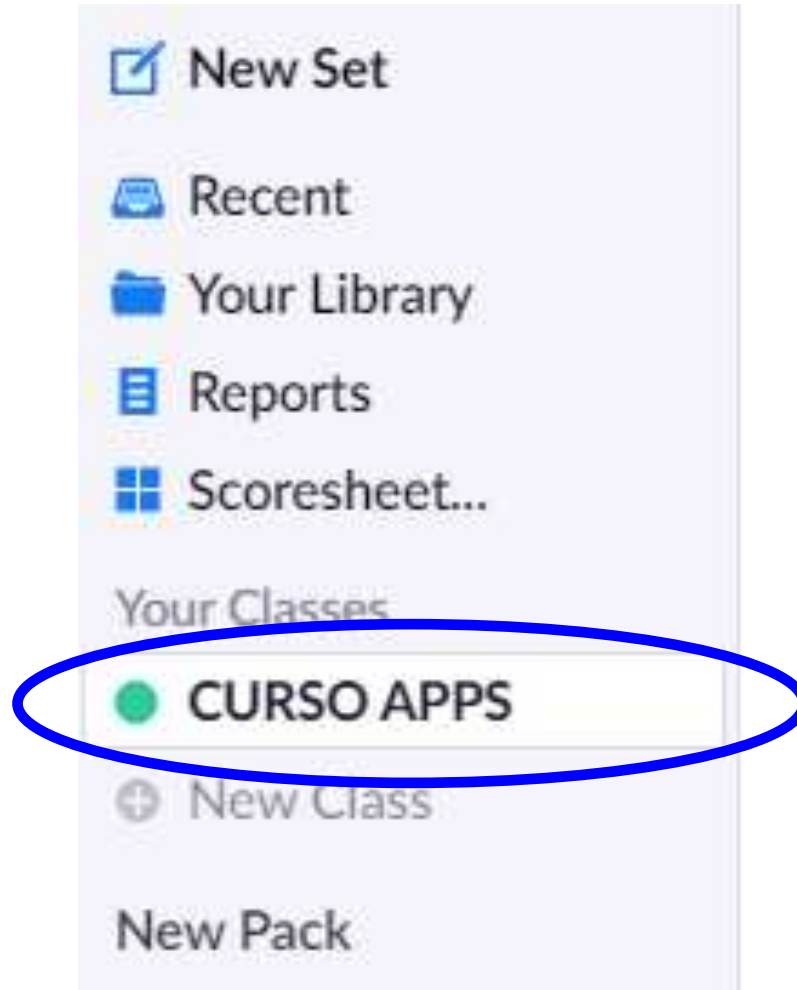 New Set
Recent
Your Library
Reports
Scoresheet...
Your Classes
CURSO APPS
New Class
New Pack